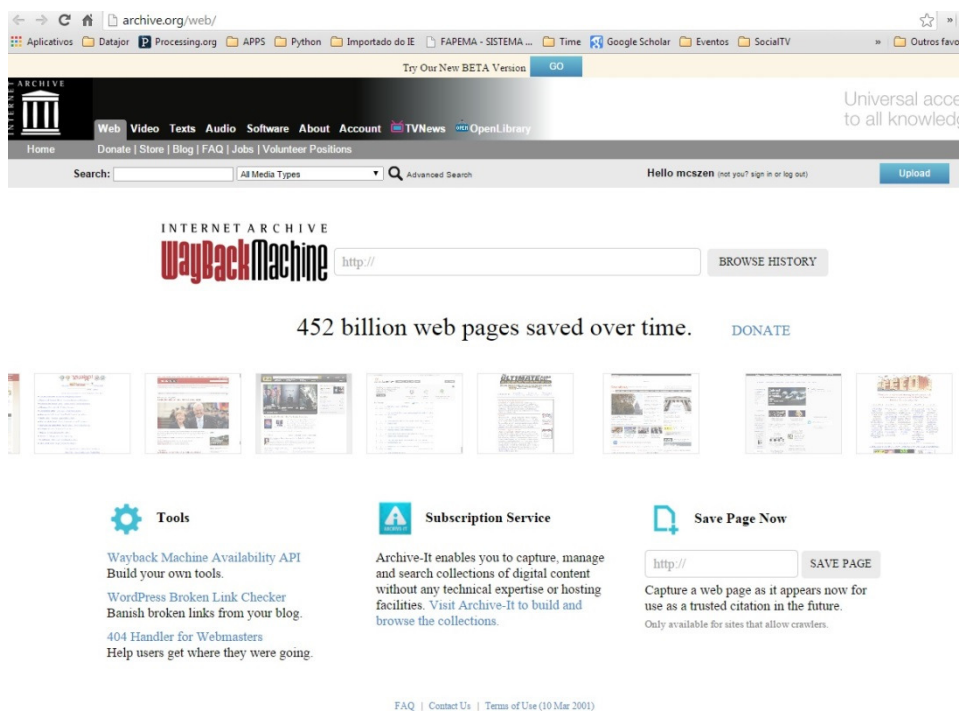 archive.org/web/
Aplicativos Datajor Processing.org APPS Python Importado do IE FAPEMA - SISTEMA ... Time Google Scholar Eventos SocialTV » Outros favo
Try Our New BETA Version GO
INTERNET ARCHIVE
Universal acce
to all knowledg
Web Video Texts Audio Software About Account TVNews OpenLibrary
Home Donate | Store | Blog | FAQ | Jobs | Volunteer Positions
Search: All Media Types Advanced Search Hello mcszen (not you? sign in or log out) Upload
INTERNET ARCHIVE
WayBackMachine http:// BROWSE HISTORY
452 billion web pages saved over time. DONATE
Tools
Wayback Machine Availability API
Build your own tools.
WordPress Broken Link Checker
Banish broken links from your blog.
404 Handler for Webmasters
Help users get where they were going.
Subscription Service
Archive-It enables you to capture, manage
and search collections of digital content
without any technical expertise or hosting
facilities. Visit Archive-It to build and
browse the collections.
Save Page Now
http:// SAVE PAGE
Capture a web page as it appears now for
use as a trusted citation in the future.
Only available for sites that allow crawlers.
FAQ | Contact Us | Terms of Use (10 Mar 2001)